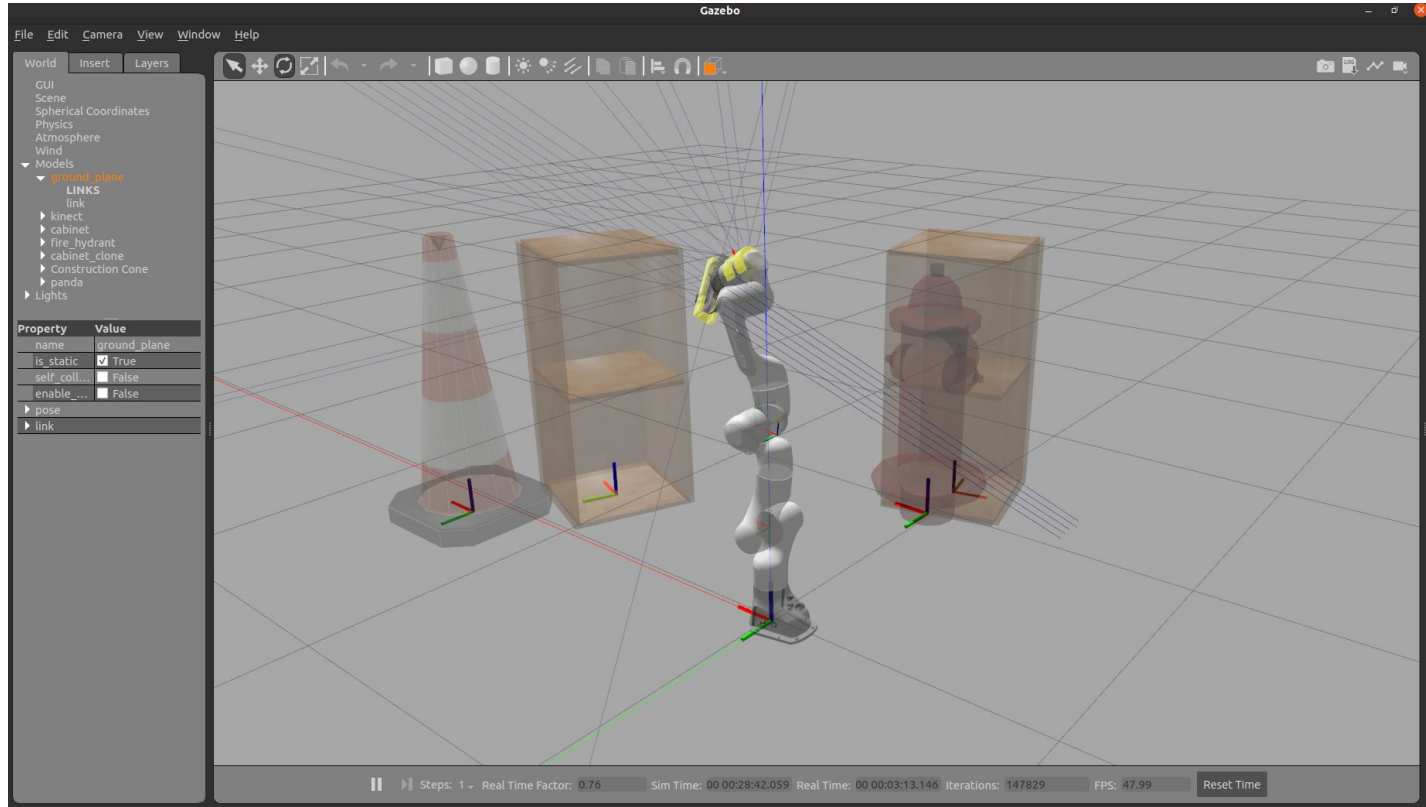 Gazebo
File Edit Camera View Window Help
World Insert Layers
GUI
Scene
Spherical Coordinates
Physics
Atmosphere
Wind
Models
ground_plane
LINKS
link
kinect
cabinet
fire_hydrant
cabinet_clone
Construction Cone
panda
Lights
Property Value
name ground_plane
is_static True
self_coll... False
enable_... False
pose
link
LOG
Steps: 1 Real Time Factor: 0.76 Sim Time: 00 00:28:42.059 Real Time: 00 00:03:13.146 Iterations: 147829 FPS: 47.99 Reset Time